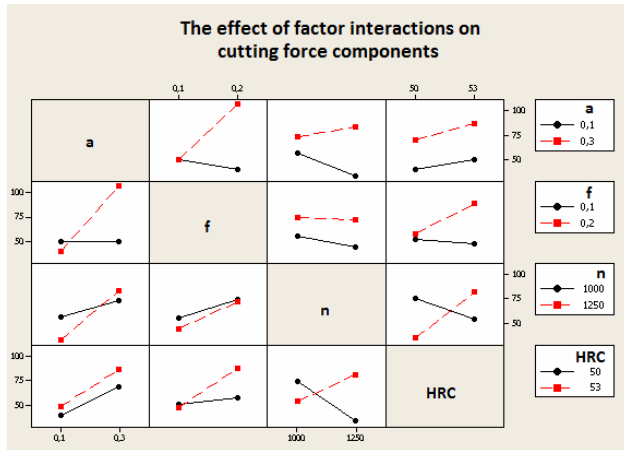 The effect of factor interactions on
cutting force components
0,1 0,2 50 53
a
100
75
50
a
0,1
0,3
100
75
50
f
f
0,1
0,2
n
100
75
50
n
1000
1250
100
75
50
HRC
HRC
50
53
0,1 0,3 1000 1250